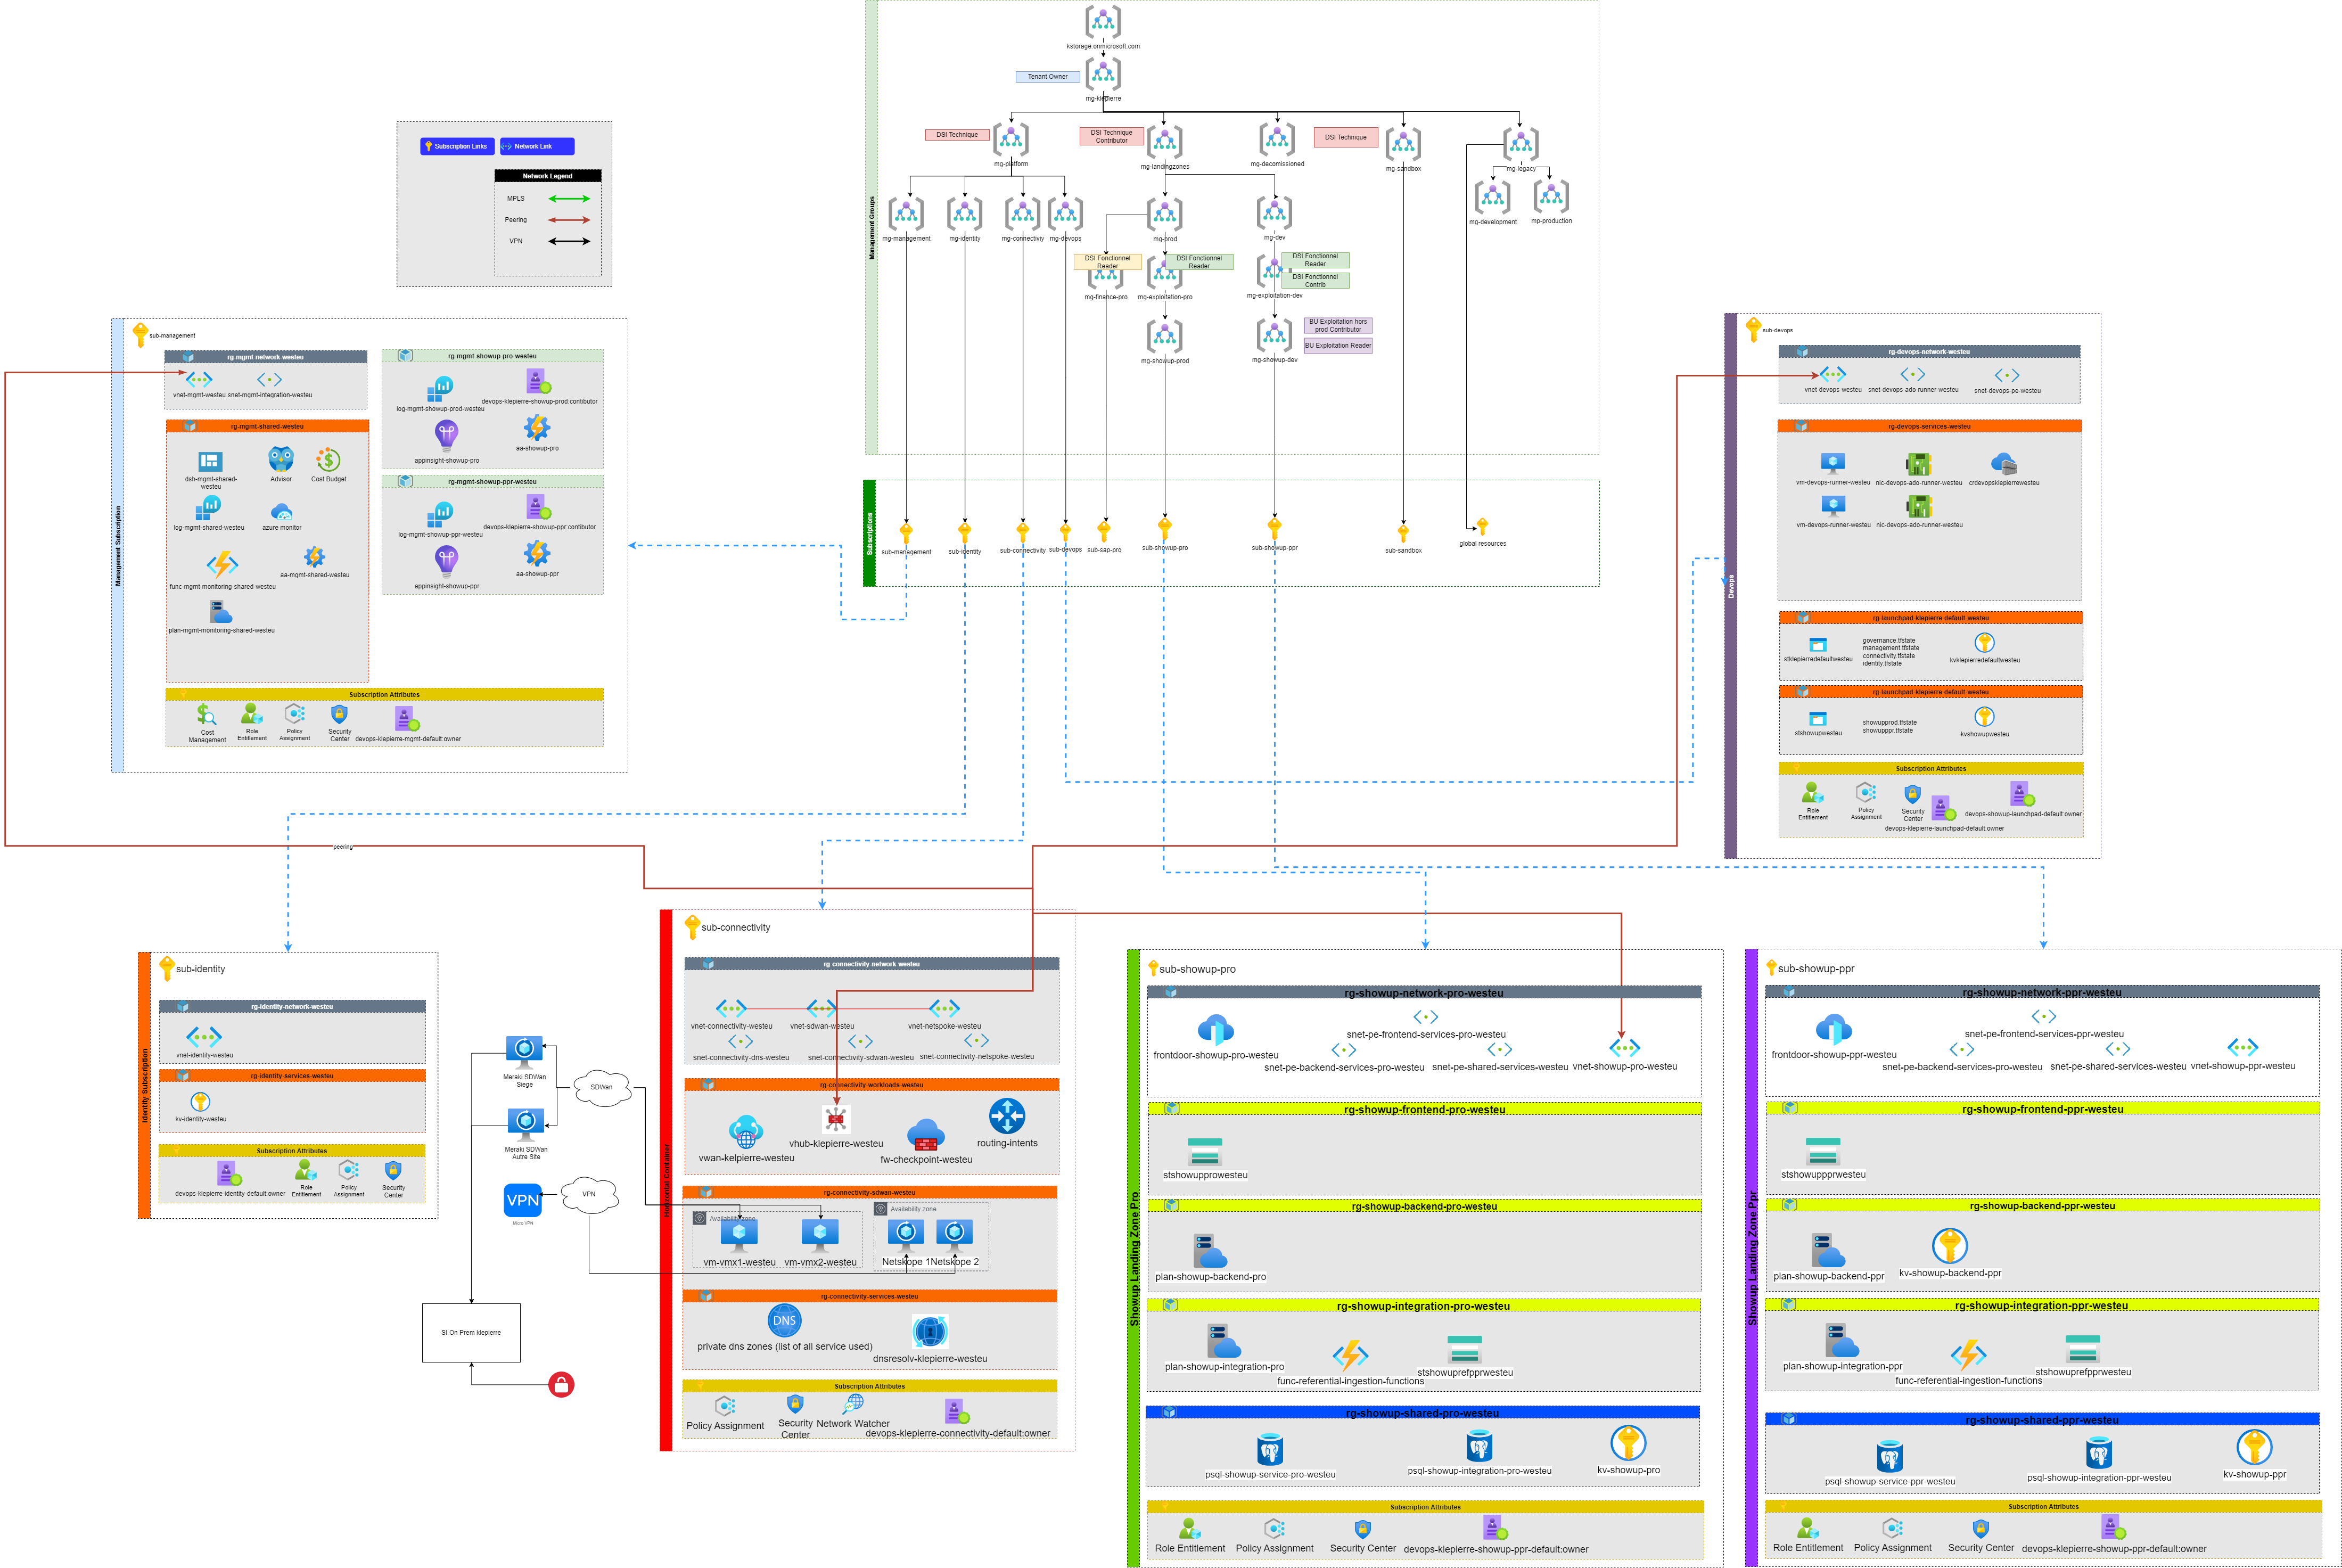 kstorage.onmicrosoft.com
Tenant Owner
mg-klepierre
DSI Technique
DSI Technique
Contributor
DSI Technique
mg-platform
mg-landingzones
mg-decomissioned
mg-sandbox
mg-legacy
mg-management
mg-identity
mg-connectiviy
mg-devops
mg-prod
mg-dev
mg-development
mp-production
DSI Fonctionnel
Reader
DSI Fonctionnel
Reader
DSI Fonctionnel
Reader
DSI Fonctionnel
Contrib
mg-finance-pro
mg-exploitation-pro
mg-exploitation-dev
BU Exploitation hors
prod Contributor
BU Exploitation Reader
mg-showup-prod
mg-showup-dev
Management Groups
Subscriptions
sub-management
sub-identity
sub-connectivity
sub-devops
sub-sap-pro
sub-showup-pro
sub-showup-ppr
sub-sandbox
global resources
Subscription Links
Network Link
Network Legend
MPLS
Peering
VPN
Management Subscription
sub-management
rg-mgmt-network-westeu
vnet-mgmt-westeu
snet-mgmt-integration-westeu
rg-mgmt-shared-westeu
dsh-mgmt-shared-
westeu
Advisor
Cost Budget
log-mgmt-shared-westeu
azure monitor
func-mgmt-monitoring-shared-westeu
aa-mgmt-shared-westeu
plan-mgmt-monitoring-shared-westeu
rg-mgmt-showup-pro-westeu
log-mgmt-showup-prod-westeu
devops-klepierre-showup-prod:contibutor
appinsight-showup-pro
aa-showup-pro
rg-mgmt-showup-ppr-westeu
log-mgmt-showup-ppr-westeu
devops-klepierre-showup-ppr:contibutor
appinsight-showup-ppr
aa-showup-ppr
Subscription Attributes
Cost
Management
Role
Entitlement
Policy
Assignment
Security
Center
devops-klepierre-mgmt-default:owner
Devops
sub-devops
rg-devops-network-westeu
vnet-devops-westeu
snet-devops-ado-runner-westeu
snet-devops-pe-westeu
rg-devops-services-westeu
vm-devops-runner-westeu
nic-devops-ado-runner-westeu
crdevopsklepierrewesteu
vm-devops-runner-westeu
nic-devops-ado-runner-westeu
rg-launchpad-klepierre-default-westeu
stklepierredefaultwesteu
governance.tfstate
management.tfstate
connectivity.tfstate
identity.tfstate
kvklepierredefaultwesteu
rg-launchpad-klepierre-default-westeu
stshowupwesteu
showupprod.tfstate
showupppr.tfstate
kvshowupwesteu
Subscription Attributes
Role
Entitlement
Policy
Assignment
Security
Center
devops-klepierre-launchpad-default:owner
devops-showup-launchpad-default:owner
peering
Identity Subscription
sub-identity
rg-identity-network-westeu
vnet-identity-westeu
rg-identity-services-westeu
kv-identity-westeu
Subscription Attributes
devops-klepierre-identity-default:owner
Role
Entitlement
Policy
Assignment
Security
Center
Meraki SDWan
Siege
SDWan
Meraki SDWan
Autre Site
VPN
Micro VPN
VPN
SI On Prem klepierre
Horizontal Container
sub-connectivity
rg-connectivity-network-westeu
vnet-connectivity-westeu
vnet-sdwan-westeu
vnet-netspoke-westeu
snet-connectivity-dns-westeu
snet-connectivity-sdwan-westeu
snet-connectivity-netspoke-westeu
rg-connectivity-workloads-westeu
vwan-kelpierre-westeu
vhub-klepierre-westeu
fw-checkpoint-westeu
routing-intents
rg-connectivity-sdwan-westeu
Availability zone
Availability zone
vm-vmx1-westeu
vm-vmx2-westeu
Netskope 1
Netskope 2
rg-connectivity-services-westeu
DNS
private dns zones (list of all service used)
dnsresolv-klepierre-westeu
Subscription Attributes
Policy Assignment
Security
Center
Network Watcher
devops-klepierre-connectivity-default:owner
Showup Landing Zone Pro
sub-showup-pro
rg-showup-network-pro-westeu
frontdoor-showup-pro-westeu
snet-pe-frontend-services-pro-westeu
snet-pe-backend-services-pro-westeu
snet-pe-shared-services-westeu
vnet-showup-pro-westeu
rg-showup-frontend-pro-westeu
stshowupprowesteu
rg-showup-backend-pro-westeu
plan-showup-backend-pro
rg-showup-integration-pro-westeu
plan-showup-integration-pro
func-referential-ingestion-functions
stshowuprefpprwesteu
rg-showup-shared-pro-westeu
psql-showup-service-pro-westeu
psql-showup-integration-pro-westeu
kv-showup-pro
Subscription Attributes
Role Entitlement
Policy Assignment
Security Center
devops-klepierre-showup-ppr-default:owner
Showup Landing Zone Ppr
sub-showup-ppr
rg-showup-network-ppr-westeu
frontdoor-showup-ppr-westeu
snet-pe-frontend-services-ppr-westeu
snet-pe-backend-services-pro-westeu
snet-pe-shared-services-westeu
vnet-showup-ppr-westeu
rg-showup-frontend-ppr-westeu
stshowuppprwesteu
rg-showup-backend-ppr-westeu
plan-showup-backend-ppr
kv-showup-backend-ppr
rg-showup-integration-ppr-westeu
plan-showup-integration-ppr
func-referential-ingestion-functions
stshowuprefpprwesteu
rg-showup-shared-ppr-westeu
psql-showup-service-ppr-westeu
psql-showup-integration-ppr-westeu
kv-showup-ppr
Subscription Attributes
Role Entitlement
Policy Assignment
Security Center
devops-klepierre-showup-ppr-default:owner